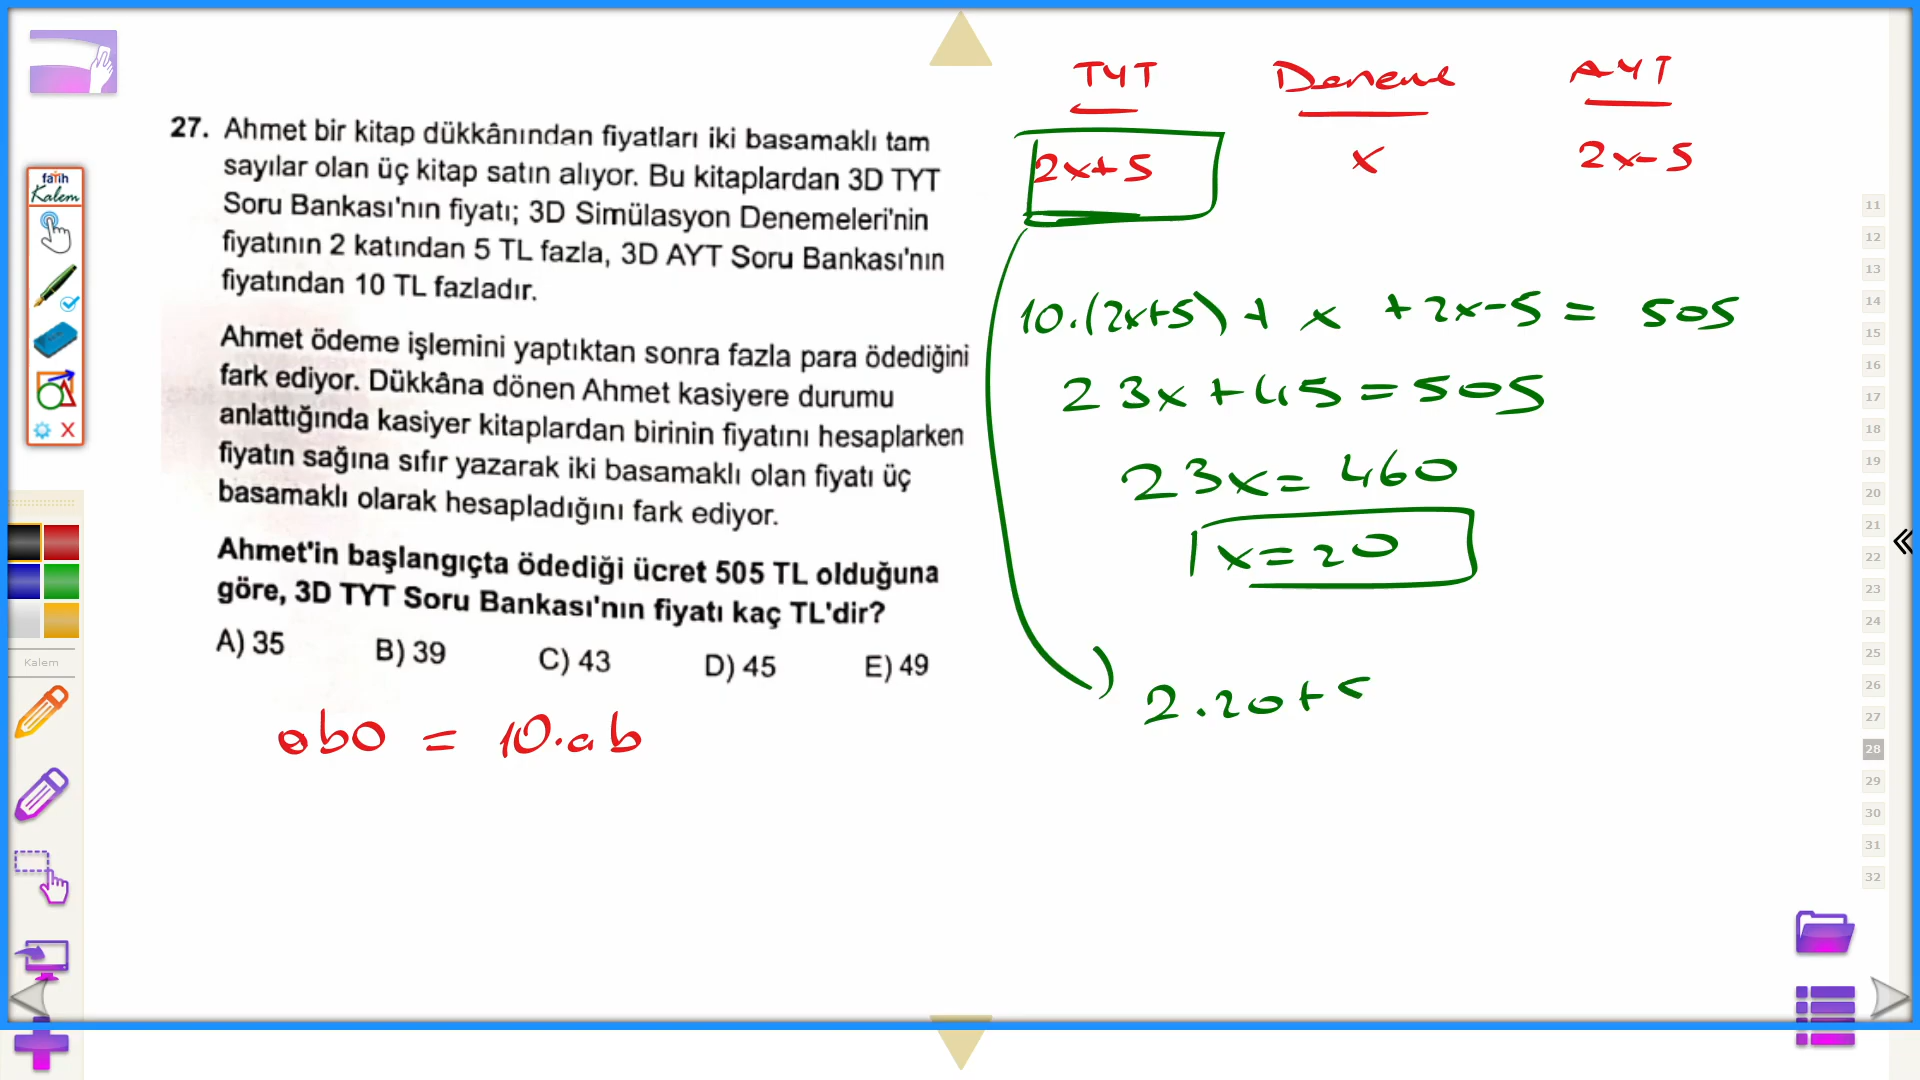 TYT Deneme AYT
2x+5 x 2x-5
27. Ahmet bir kitap dükkânından fiyatları iki basamaklı tam
sayılar olan üç kitap satın alıyor. Bu kitaplardan 3D TYT
Soru Bankası'nın fiyatı; 3D Simülasyon Denemeleri'nin
fiyatının 2 katından 5 TL fazla, 3D AYT Soru Bankası'nın
fiyatından 10 TL fazladır.
Ahmet ödeme işlemini yaptıktan sonra fazla para ödediğini
fark ediyor. Dükkâna dönen Ahmet kasiyere durumu
anlattığında kasiyer kitaplardan birinin fiyatını hesaplarken
fiyatın sağına sıfır yazarak iki basamaklı olan fiyatı üç
basamaklı olarak hesapladığını fark ediyor.
Ahmet'in başlangıçta ödediği ücret 505 TL olduğuna
göre, 3D TYT Soru Bankası'nın fiyatı kaç TL'dir?
A) 35 B) 39 C) 43 D) 45 E) 49
ab0 = 10.ab
10.(2x+5) + x +2x-5 = 505
23x+45=505
23x=460
x=20
2.20+5
fatih
Kalem
Kalem
11
12
13
14
15
16
17
18
19
20
21
22
23
24
25
26
27
28
29
30
31
32